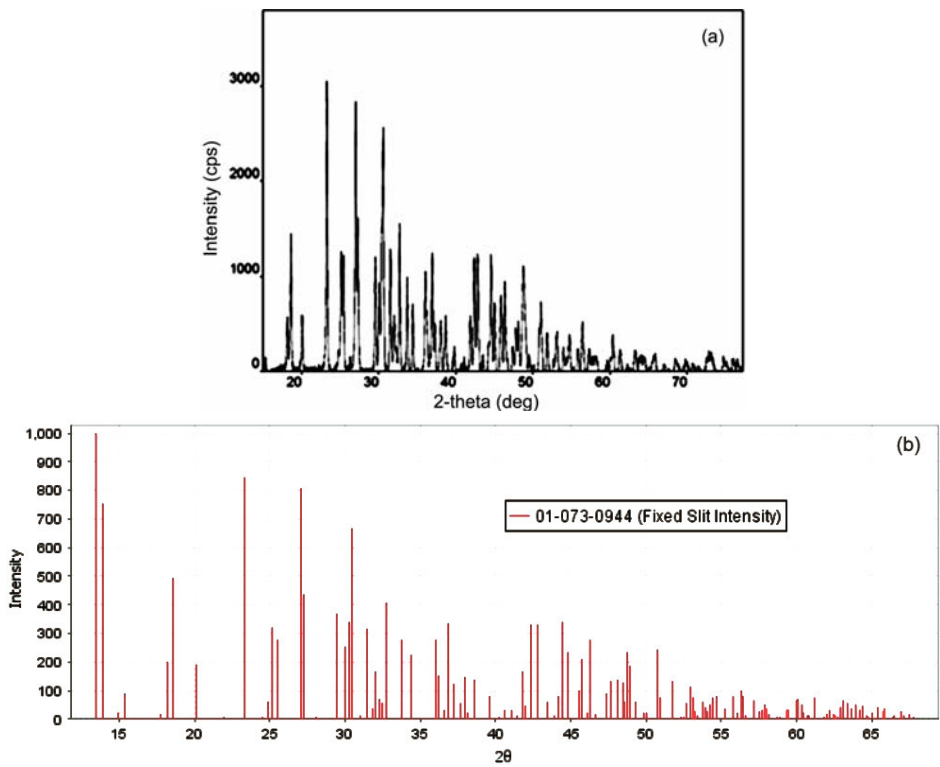 (a)
3000
2000
1000
0
Intensity (cps)
20 30 40 50 60 70
2-theta (deg)
(b)
1,000
900
800
700
600
500
400
300
200
100
0
Intensity
01-073-0944 (Fixed Slit Intensity)
15 20 25 30 35 40 45 50 55 60 65
2θ